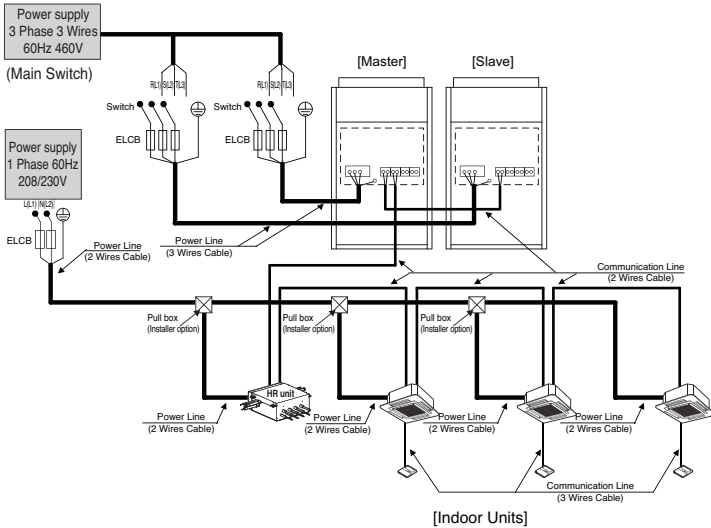 Power supply
3 Phase 3 Wires
60Hz 460V
(Main Switch)
[Master]
[Slave]
R(L1) S(L2) T(L3)
R(L1) S(L2) T(L3)
Switch
Switch
ELCB
ELCB
Power supply
1 Phase 60Hz
208/230V
L(L1) N(L2)
ELCB
Power Line
(2 Wires Cable)
Power Line
(3 Wires Cable)
Communication Line
(2 Wires Cable)
Pull box
(Installer option)
Pull box
(Installer option)
Pull box
(Installer option)
HR unit
Power Line
(2 Wires Cable)
Power Line
(2 Wires Cable)
Power Line
(2 Wires Cable)
Power Line
(2 Wires Cable)
Communication Line
(3 Wires Cable)
[Indoor Units]